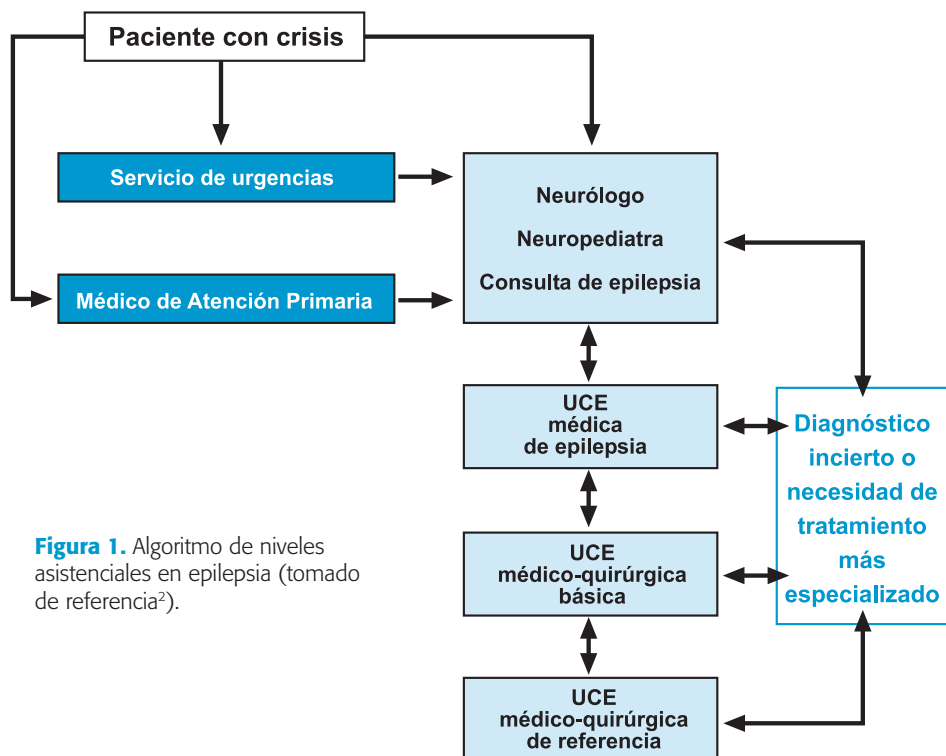 Paciente con crisis
Servicio de urgencias
Médico de Atención Primaria
Neurólogo
Neuropediatra
Consulta de epilepsia
UCE
médica
de epilepsia
UCE
médico-quirúrgica
básica
UCE
médico-quirúrgica
de referencia
Diagnóstico
incierto o
necesidad de
tratamiento
más
especializado
Figura 1. Algoritmo de niveles
asistenciales en epilepsia (tomado
de referencia²).